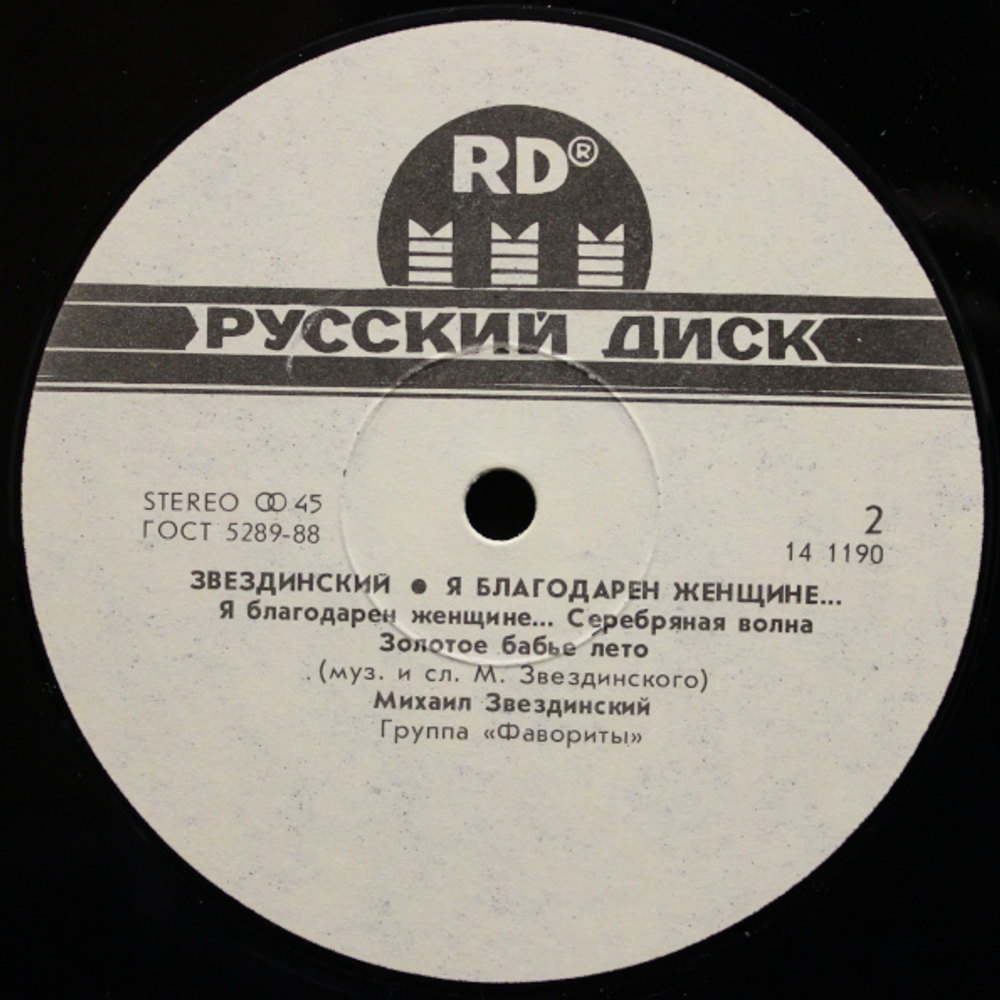 RD®
РУССКИЙ ДИСК
STEREO ꝏ 45
ГОСТ 5289-88
2
14 1190
ЗВЕЗДИНСКИЙ ● Я БЛАГОДАРЕН ЖЕНЩИНЕ...
Я благодарен женщине... Серебряная волна
Золотое бабье лето
(муз. и сл. М. Звездинского)
Михаил Звездинский
Группа «Фавориты»